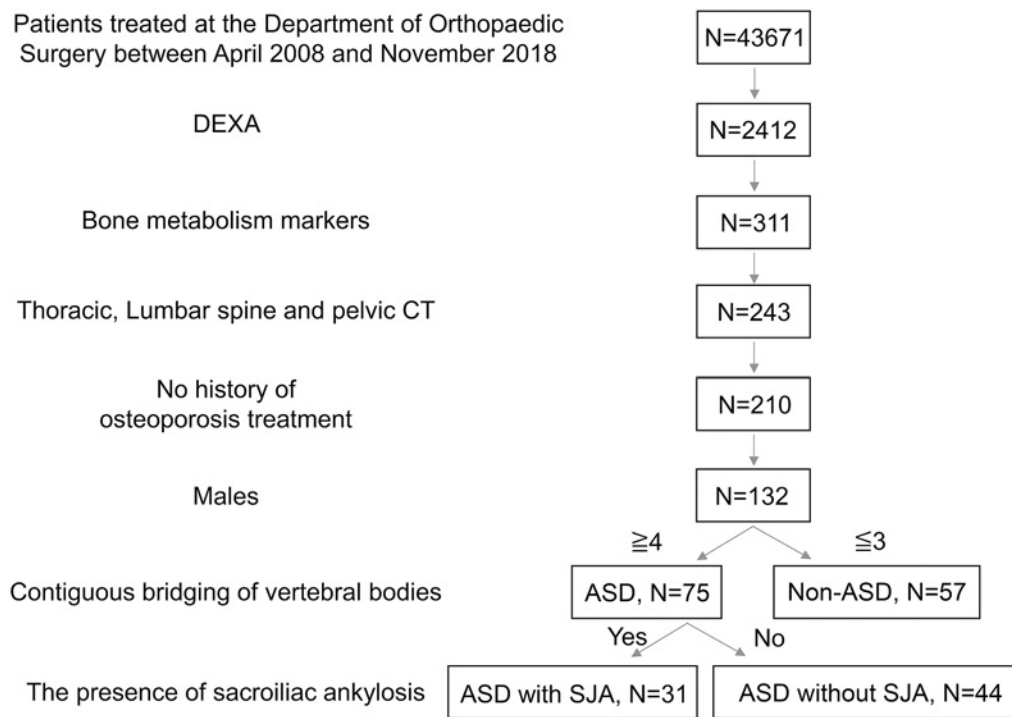 Patients treated at the Department of Orthopaedic
Surgery between April 2008 and November 2018
N=43671
DEXA
N=2412
Bone metabolism markers
N=311
Thoracic, Lumbar spine and pelvic CT
N=243
No history of
osteoporosis treatment
N=210
Males
N=132
≧4
≦3
Contiguous bridging of vertebral bodies
ASD, N=75
Non-ASD, N=57
Yes
No
The presence of sacroiliac ankylosis
ASD with SJA, N=31
ASD without SJA, N=44